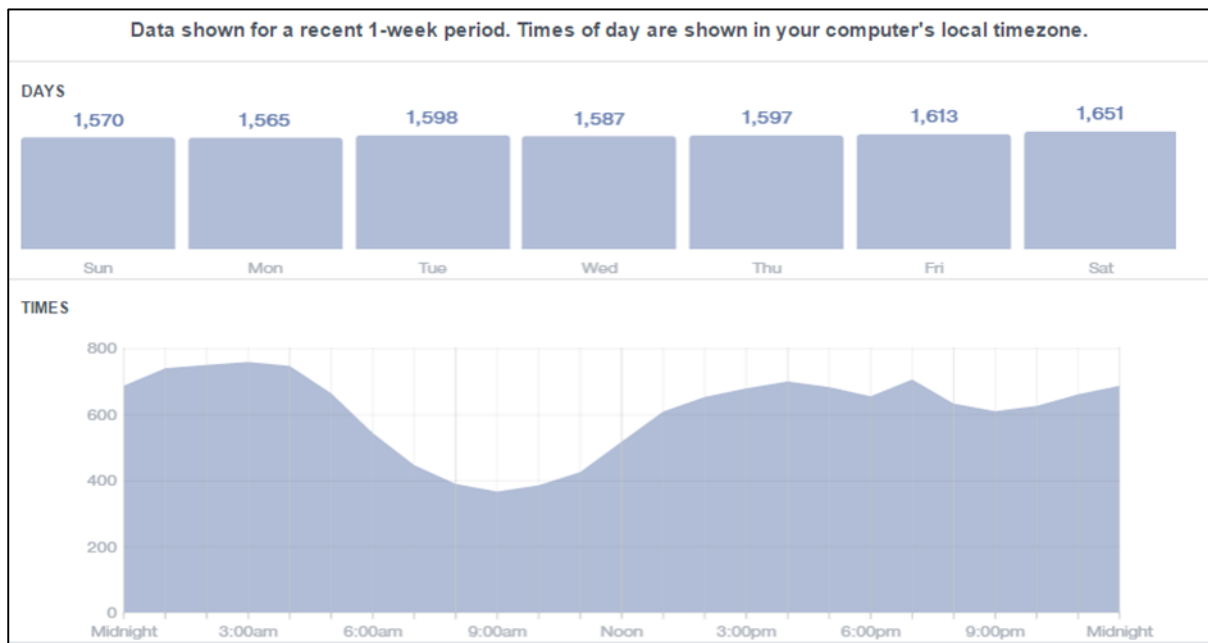 Data shown for a recent 1-week period. Times of day are shown in your computer's local timezone.
DAYS
1,570 1,565 1,598 1,587 1,597 1,613 1,651
Sun Mon Tue Wed Thu Fri Sat
TIMES
800
600
400
200
0
Midnight 3:00am 6:00am 9:00am Noon 3:00pm 6:00pm 9:00pm Midnight